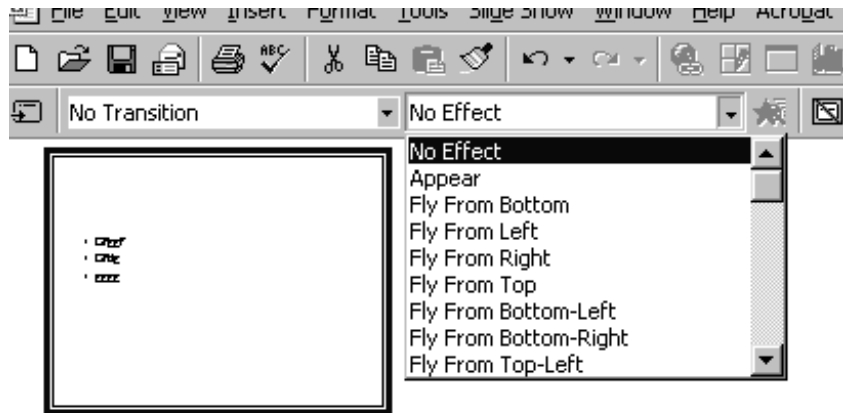 File Edit View Insert Format Tools Slide Show Window Help Acrobat
ABC
No Transition
No Effect
No Effect
Appear
Fly From Bottom
Fly From Left
Fly From Right
Fly From Top
Fly From Bottom-Left
Fly From Bottom-Right
Fly From Top-Left